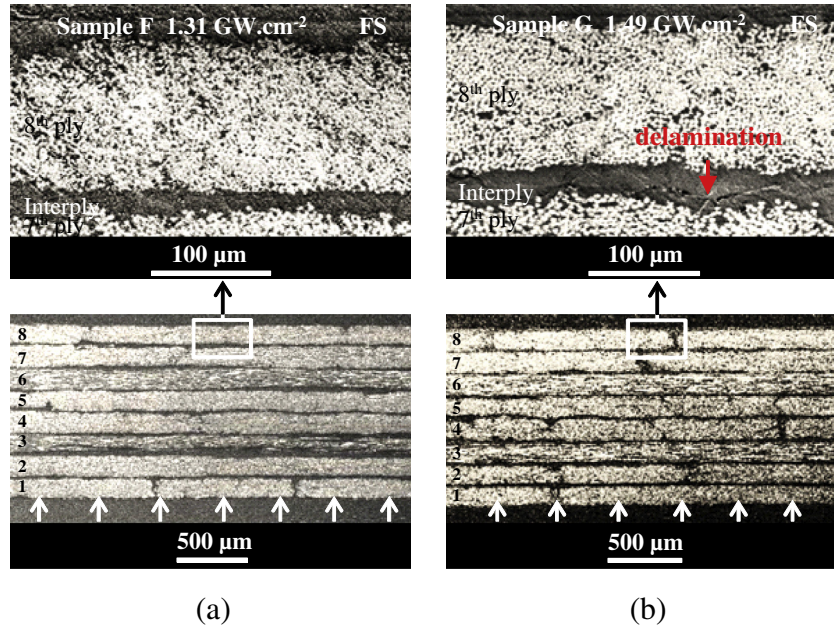 Sample F 1.31 GW.cm-2 FS
8th ply
Interply
7th ply
100 μm
8
7
6
5
4
3
2
1
500 μm
(a)
Sample G 1.49 GW.cm-2 FS
8th ply
delamination
Interply
7th ply
100 μm
8
7
6
5
4
3
2
1
500 μm
(b)